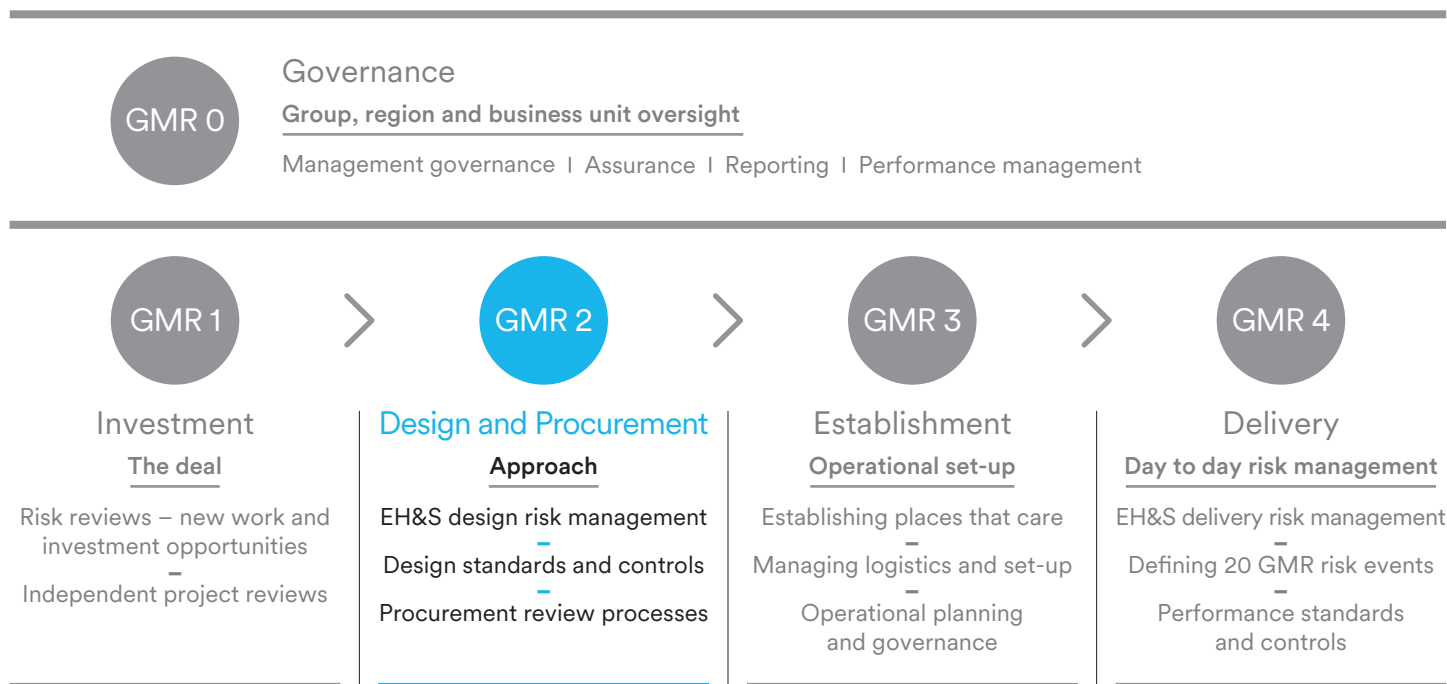 GMR 0
Governance
Group, region and business unit oversight
Management governance I Assurance I Reporting I Performance management
GMR 1
Investment
The deal
Risk reviews – new work and
investment opportunities
–
Independent project reviews
GMR 2
Design and Procurement
Approach
EH&S design risk management
–
Design standards and controls
–
Procurement review processes
GMR 3
Establishment
Operational set-up
Establishing places that care
–
Managing logistics and set-up
–
Operational planning
and governance
GMR 4
Delivery
Day to day risk management
EH&S delivery risk management
–
Defining 20 GMR risk events
–
Performance standards
and controls